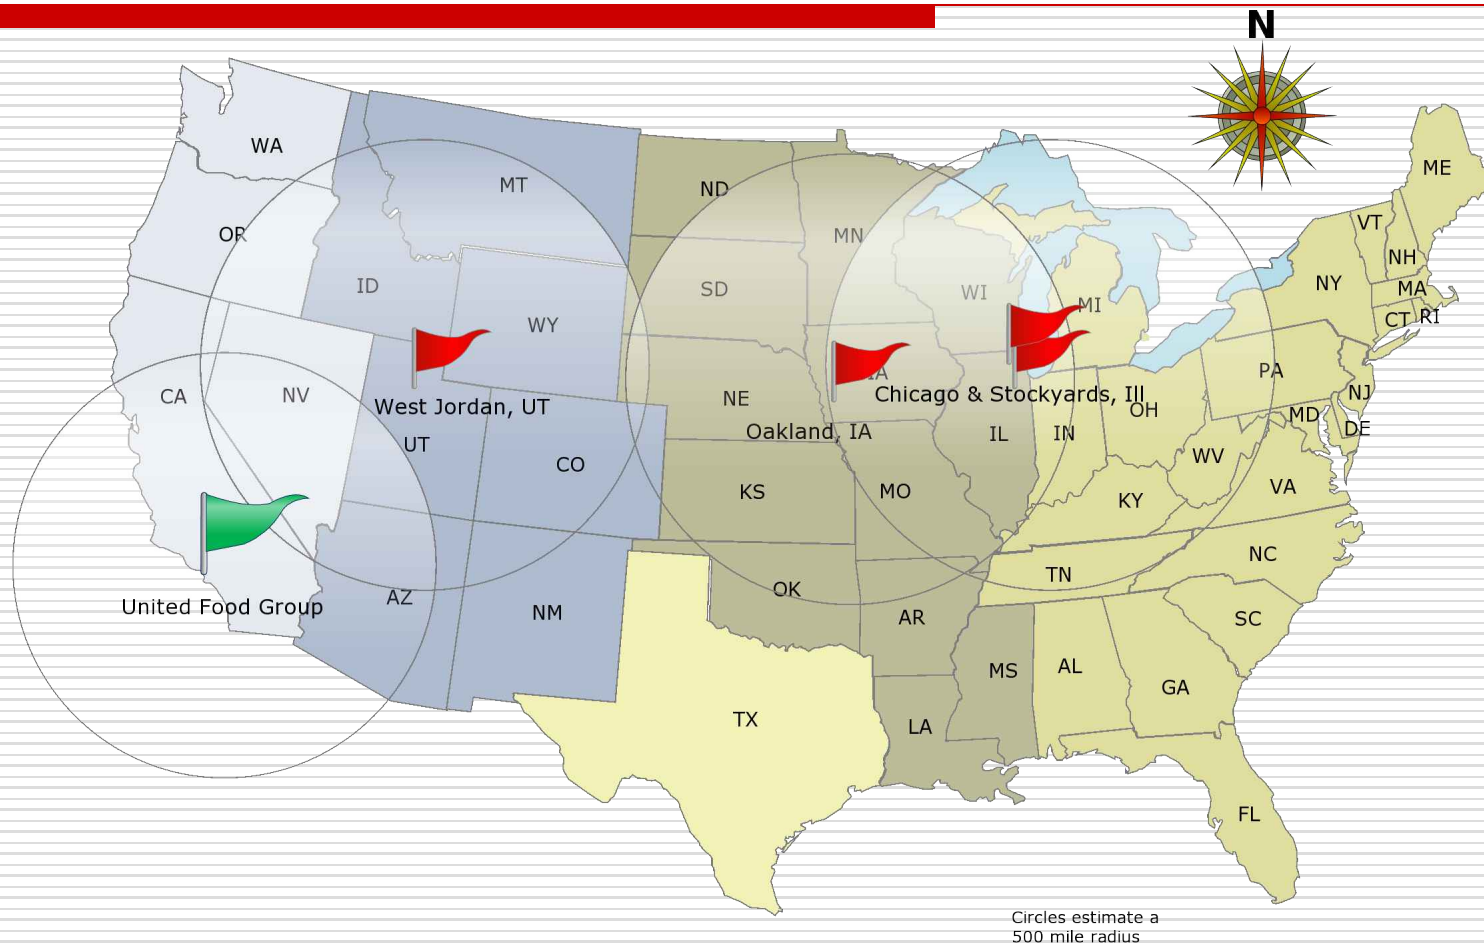 N
WA
MT
ND
ME
OR
MN
VT
NH
ID
SD
WI
MI
NY
MA
CT
RI
WY
IA
PA
CA
NV
NE
NJ
West Jordan, UT
Chicago & Stockyards, Ill
OH
MD
DE
Oakland, IA
UT
IL
IN
CO
WV
KS
MO
KY
VA
NC
TN
United Food Group
AZ
NM
OK
AR
SC
MS
AL
GA
TX
LA
FL
Circles estimate a
500 mile radius